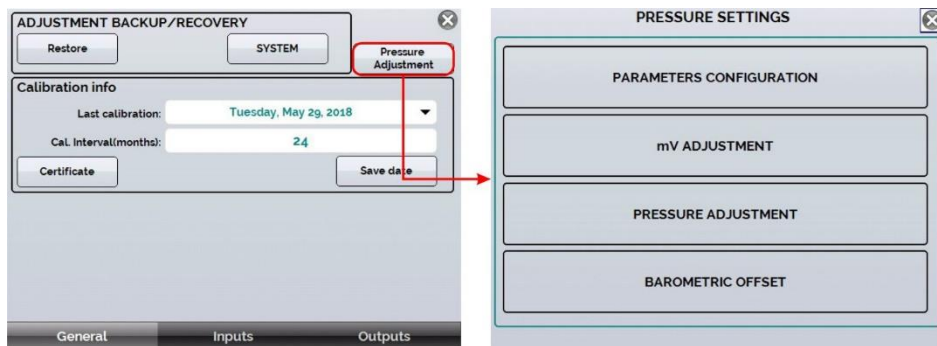 ADJUSTMENT BACKUP/RECOVERY
Restore
SYSTEM
Pressure
Adjustment
Calibration info
Last calibration:
Tuesday, May 29, 2018
Cal. Interval(months):
24
Certificate
Save date
General
Inputs
Outputs
PRESSURE SETTINGS
PARAMETERS CONFIGURATION
mV ADJUSTMENT
PRESSURE ADJUSTMENT
BAROMETRIC OFFSET